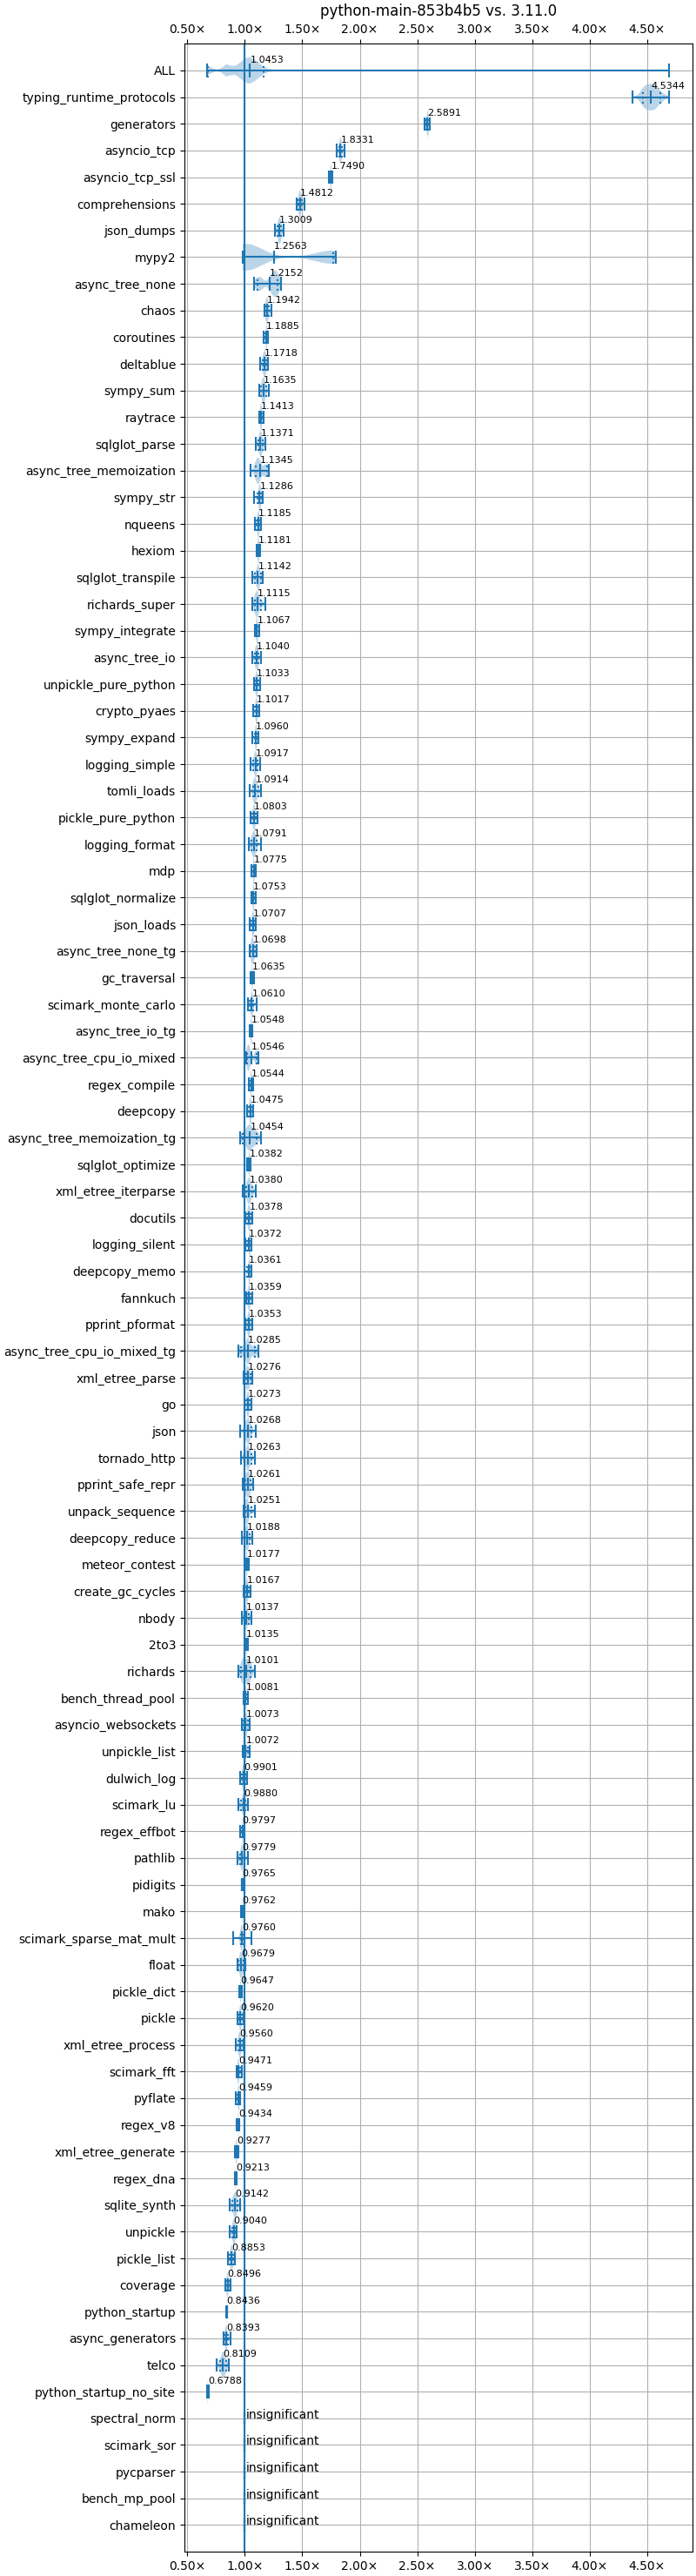 python-main-853b4b5 vs. 3.11.0
0.50× 1.00× 1.50× 2.00× 2.50× 3.00× 3.50× 4.00× 4.50×
ALL 1.0453
typing_runtime_protocols 4.5344
generators 2.5891
asyncio_tcp 1.8331
asyncio_tcp_ssl 1.7490
comprehensions 1.4812
json_dumps 1.3009
mypy2 1.2563
async_tree_none 1.2152
chaos 1.1942
coroutines 1.1885
deltablue 1.1718
sympy_sum 1.1635
raytrace 1.1413
sqlglot_parse 1.1371
async_tree_memoization 1.1345
sympy_str 1.1286
nqueens 1.1185
hexiom 1.1181
sqlglot_transpile 1.1142
richards_super 1.1115
sympy_integrate 1.1067
async_tree_io 1.1040
unpickle_pure_python 1.1033
crypto_pyaes 1.1017
sympy_expand 1.0960
logging_simple 1.0917
tomli_loads 1.0914
pickle_pure_python 1.0803
logging_format 1.0791
mdp 1.0775
sqlglot_normalize 1.0753
json_loads 1.0707
async_tree_none_tg 1.0698
gc_traversal 1.0635
scimark_monte_carlo 1.0610
async_tree_io_tg 1.0548
async_tree_cpu_io_mixed 1.0546
regex_compile 1.0544
deepcopy 1.0475
async_tree_memoization_tg 1.0454
sqlglot_optimize 1.0382
xml_etree_iterparse 1.0380
docutils 1.0378
logging_silent 1.0372
deepcopy_memo 1.0361
fannkuch 1.0359
pprint_pformat 1.0353
async_tree_cpu_io_mixed_tg 1.0285
xml_etree_parse 1.0276
go 1.0273
json 1.0268
tornado_http 1.0263
pprint_safe_repr 1.0261
unpack_sequence 1.0251
deepcopy_reduce 1.0188
meteor_contest 1.0177
create_gc_cycles 1.0167
nbody 1.0137
2to3 1.0135
richards 1.0101
bench_thread_pool 1.0081
asyncio_websockets 1.0073
unpickle_list 1.0072
dulwich_log 0.9901
scimark_lu 0.9880
regex_effbot 0.9797
pathlib 0.9779
pidigits 0.9765
mako 0.9762
scimark_sparse_mat_mult 0.9760
float 0.9679
pickle_dict 0.9647
pickle 0.9620
xml_etree_process 0.9560
scimark_fft 0.9471
pyflate 0.9459
regex_v8 0.9434
xml_etree_generate 0.9277
regex_dna 0.9213
sqlite_synth 0.9142
unpickle 0.9040
pickle_list 0.8853
coverage 0.8496
python_startup 0.8436
async_generators 0.8393
telco 0.8109
python_startup_no_site 0.6788
spectral_norm insignificant
scimark_sor insignificant
pycparser insignificant
bench_mp_pool insignificant
chameleon insignificant
0.50× 1.00× 1.50× 2.00× 2.50× 3.00× 3.50× 4.00× 4.50×